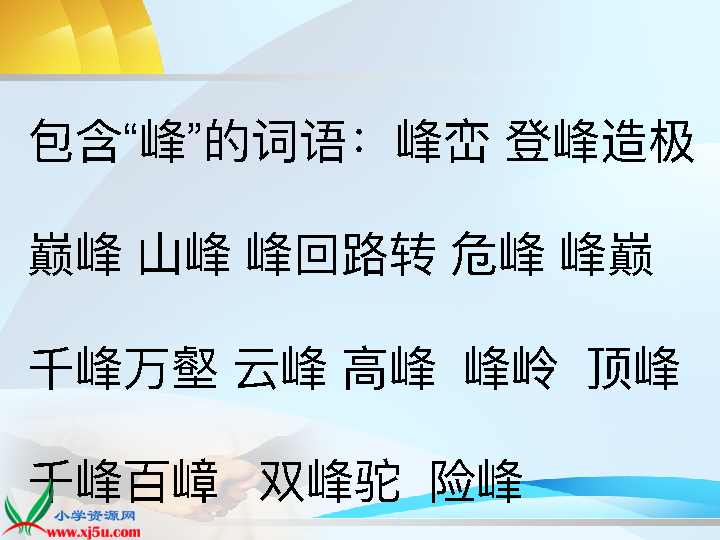 包含“峰”的词语：峰峦 登峰造极
巅峰 山峰 峰回路转 危峰 峰巅
千峰万壑 云峰 高峰 峰岭 顶峰
千峰百嶂 双峰驼 险峰
小学资源网
www.xj5u.com